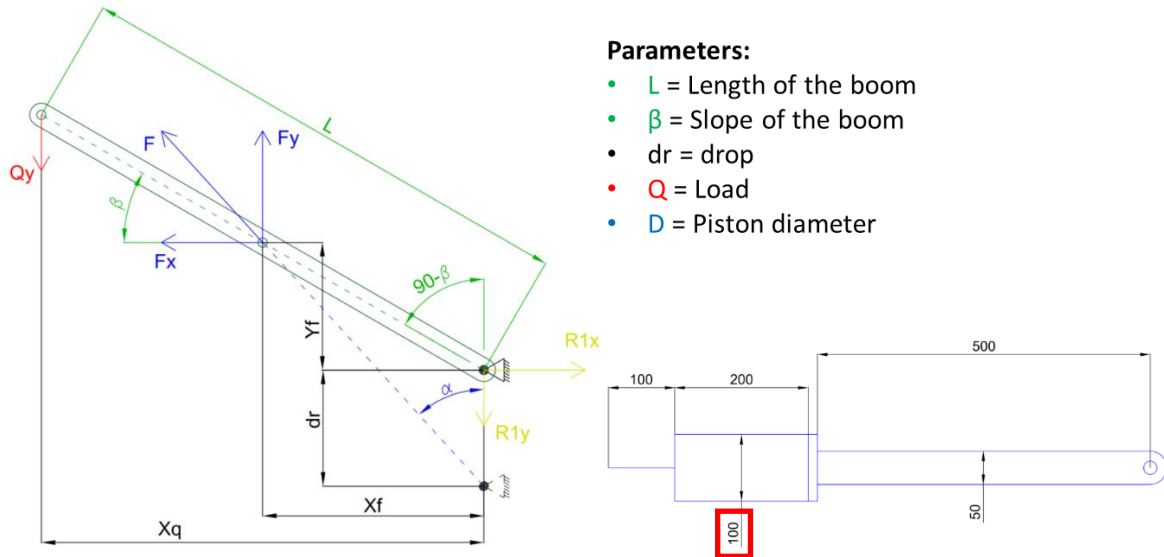 L
F
Fy
Qy
β
Fx
90-β
Yf
R1x
α
dr
R1y
Xf
Xq
Parameters:
• L = Length of the boom
• β = Slope of the boom
• dr = drop
• Q = Load
• D = Piston diameter
500
100
200
100
50